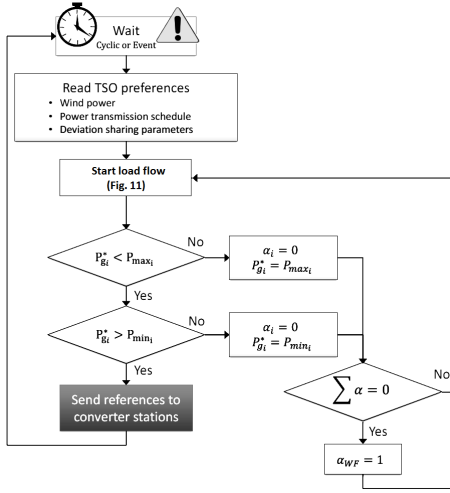 Wait
Cyclic or Event
Read TSO preferences
• Wind power
• Power transmission schedule
• Deviation sharing parameters
Start load flow
(Fig. 11)
P*gᵢ < Pmaxᵢ
No
αᵢ = 0
P*gᵢ = Pmaxᵢ
Yes
P*gᵢ > Pminᵢ
No
αᵢ = 0
P*gᵢ = Pminᵢ
Yes
Send references to
converter stations
∑ α = 0
No
Yes
αWF = 1